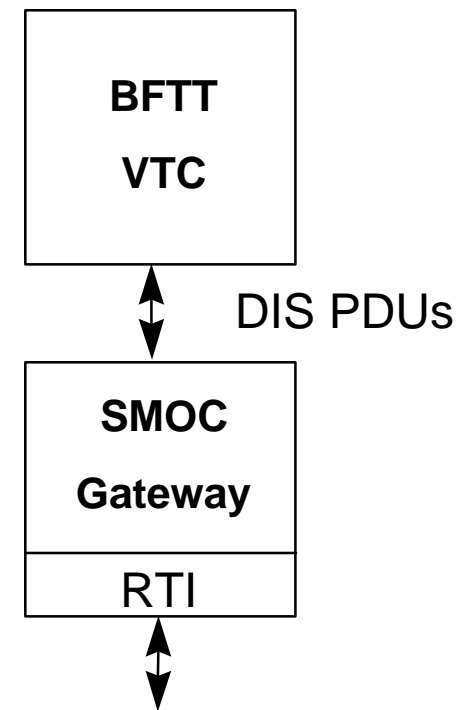 BFTT
VTC
DIS PDUs
SMOC
Gateway
RTI